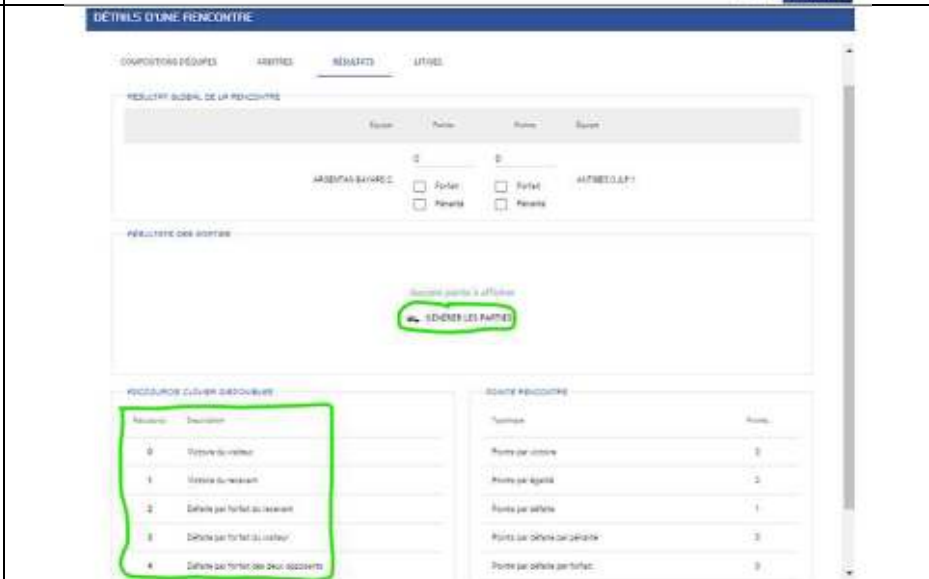 DÉTAILS D'UNE RENCONTRE
COMPOSITIONS D'ÉQUIPES ARBITRES RÉSULTATS LITIGES
RÉSULTAT GLOBAL DE LA RENCONTRE
Équipe Points Points Équipe
0 0
ARGENTAN BAYARD 2
Forfait Forfait
Pénalité Pénalité
RÉSULTATS DES PARTIES
Aucune partie à afficher
GÉNÉRER LES PARTIES
RACCOURCIS CLAVIER DISPONIBLES POINTS RENCONTRE
Raccourci Description Points
0 Victoire du visiteur Points par victoire 3
1 Victoire du recevant Points par égalité 2
2 Défaite par forfait du recevant Points par défaite 1
3 Défaite par forfait du visiteur Points par défaite par pénalité 0
4 Défaite par forfait des deux opposants Points par défaite par forfait 0